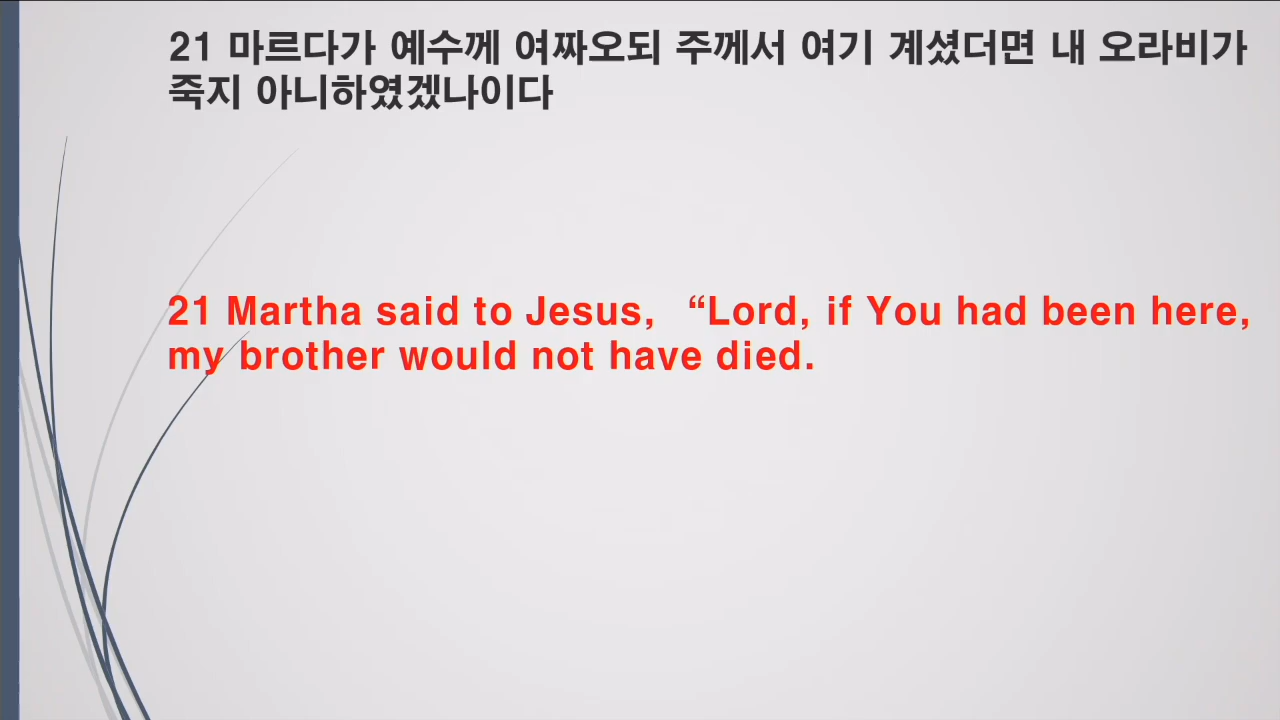 21 마르다가 예수께 여짜오되 주께서 여기 계셨더면 내 오라비가
죽지 아니하였겠나이다
21 Martha said to Jesus, “Lord, if You had been here,
my brother would not have died.